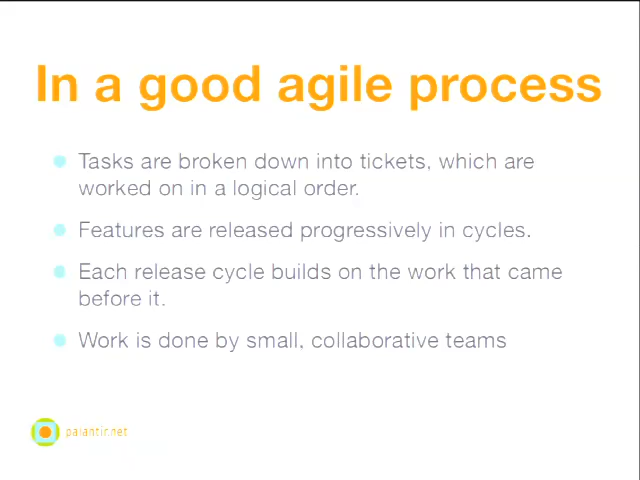 In a good agile process
Tasks are broken down into tickets, which are
worked on in a logical order.
Features are released progressively in cycles.
Each release cycle builds on the work that came
before it.
Work is done by small, collaborative teams
palantir.net